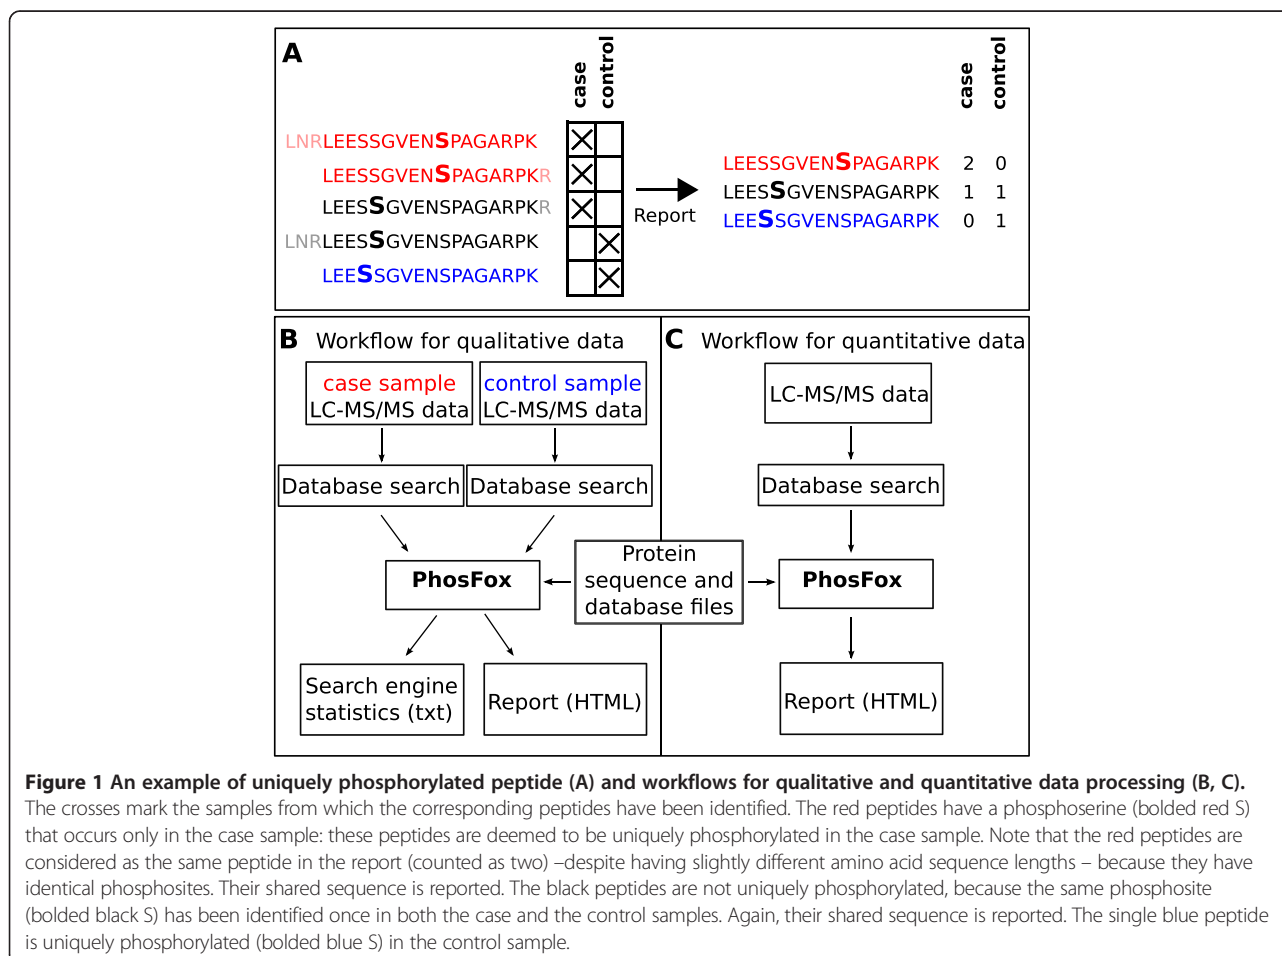 A
case
control
LNRLEESSGVENSPAGARPK
LEESSGVENSPAGARPKR
LEESSGVENSPAGARPKR
LNRLEESSGVENSPAGARPK
LEESSGVENSPAGARPK
Report
case
control
LEESSGVENSPAGARPK 2 0
LEESSGVENSPAGARPK 1 1
LEESSGVENSPAGARPK 0 1
B Workflow for qualitative data
case sample
LC-MS/MS data
control sample
LC-MS/MS data
Database search
Database search
PhosFox
Protein
sequence and
database files
Search engine
statistics (txt)
Report (HTML)
C Workflow for quantitative data
LC-MS/MS data
Database search
PhosFox
Report (HTML)
Figure 1 An example of uniquely phosphorylated peptide (A) and workflows for qualitative and quantitative data processing (B, C).
The crosses mark the samples from which the corresponding peptides have been identified. The red peptides have a phosphoserine (bolded red S)
that occurs only in the case sample: these peptides are deemed to be uniquely phosphorylated in the case sample. Note that the red peptides are
considered as the same peptide in the report (counted as two) –despite having slightly different amino acid sequence lengths – because they have
identical phosphosites. Their shared sequence is reported. The black peptides are not uniquely phosphorylated, because the same phosphosite
(bolded black S) has been identified once in both the case and the control samples. Again, their shared sequence is reported. The single blue peptide
is uniquely phosphorylated (bolded blue S) in the control sample.